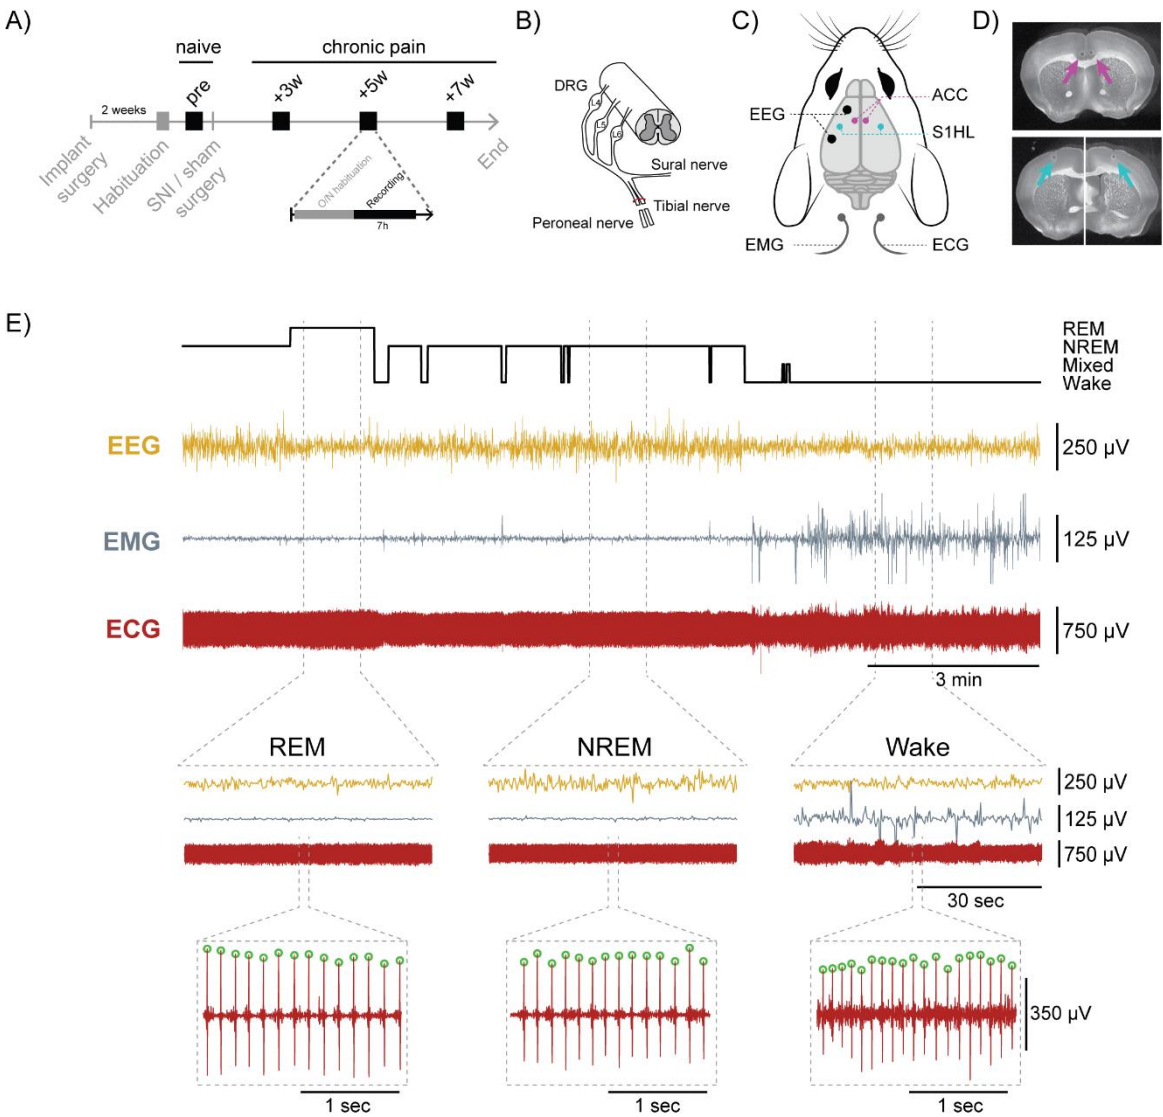 A)
naive
chronic pain
2 weeks
pre
+3w
+5w
+7w
Implant
surgery
Habituation
SNI / sham
surgery
End
O/N habituation
Recording
7h
B)
DRG
L4
L5
L6
Sural nerve
Tibial nerve
Peroneal nerve
C)
EEG
ACC
S1HL
EMG
ECG
D)
E)
REM
NREM
Mixed
Wake
EEG
250 µV
EMG
125 µV
ECG
750 µV
3 min
REM
NREM
Wake
250 µV
125 µV
750 µV
30 sec
350 µV
1 sec
1 sec
1 sec